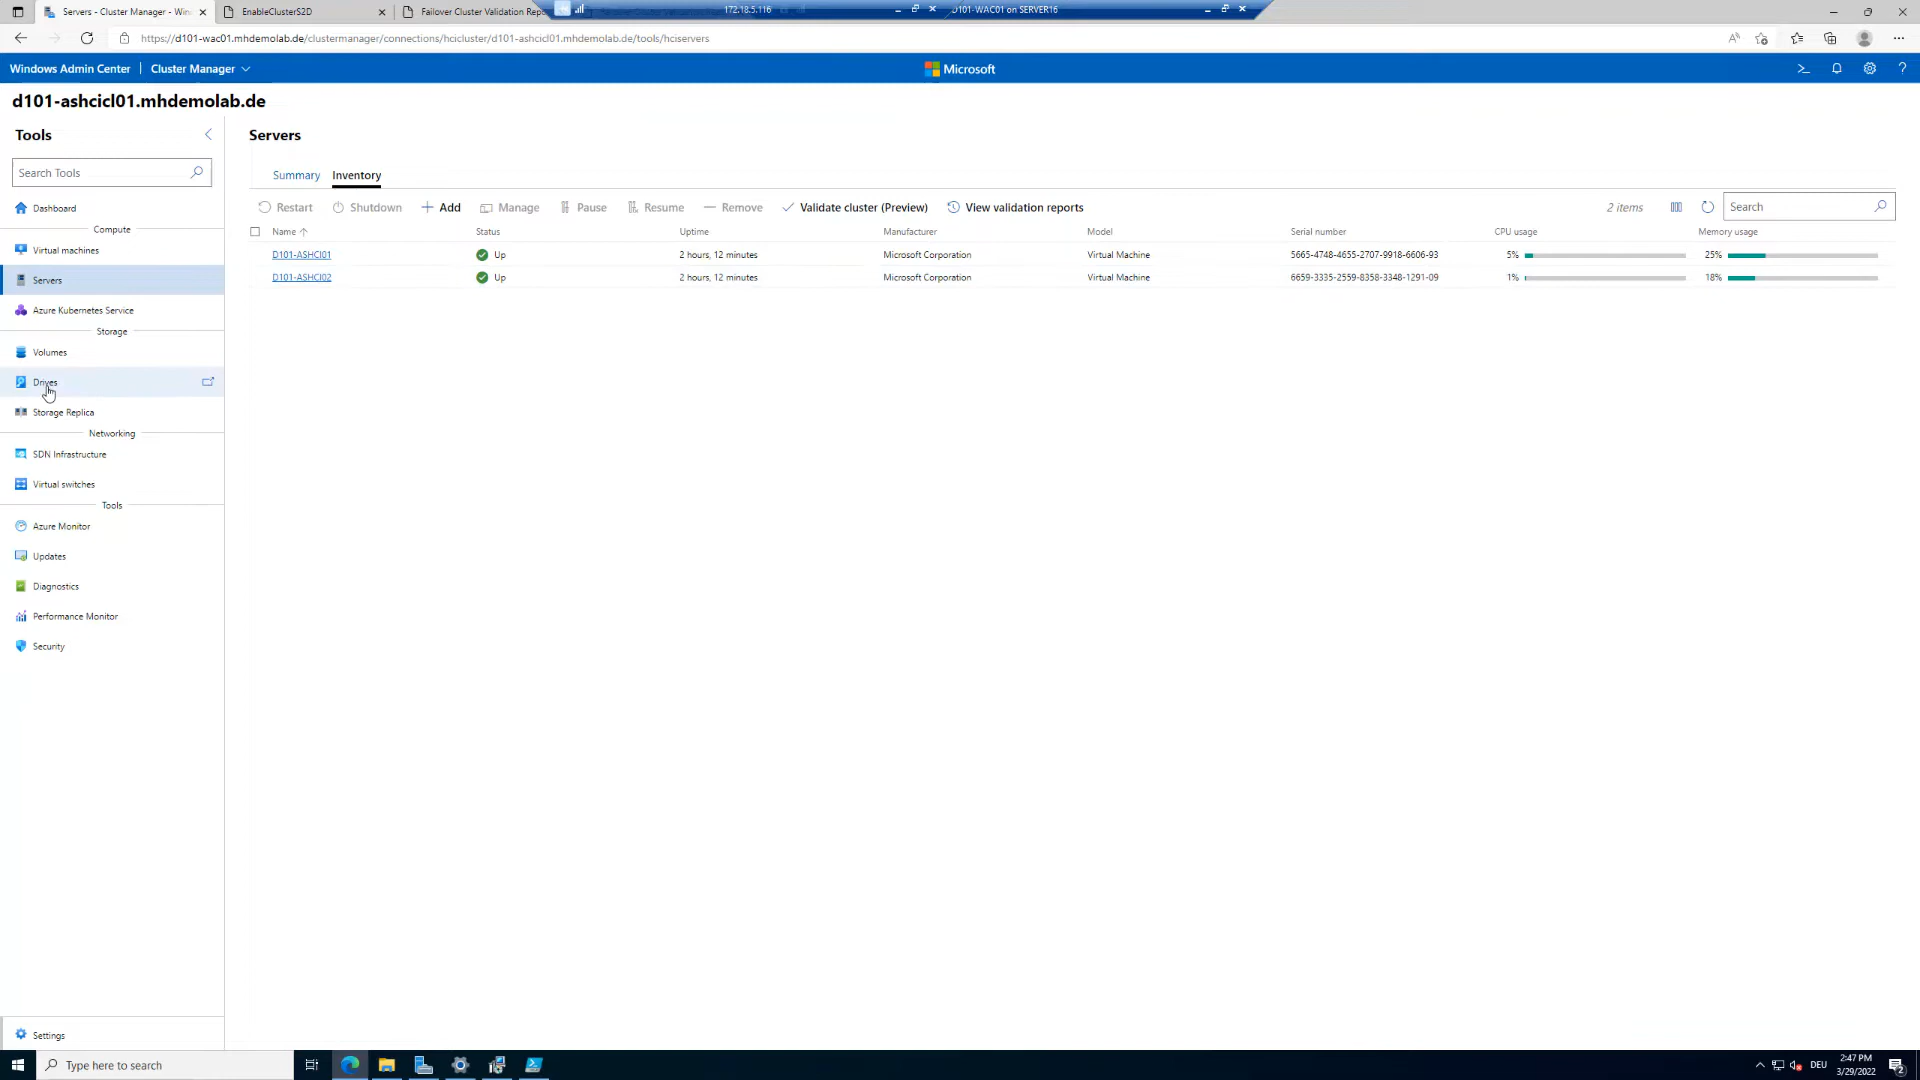 Servers - Cluster Manager - Win
EnableClusterS2D
Failover Cluster Validation Repo
172.18.5.116
D101-WAC01 on SERVER16
https://d101-wac01.mhdemolab.de/clustermanager/connections/hcicluster/d101-ashcicl01.mhdemolab.de/tools/hciservers
Windows Admin Center
Cluster Manager
Microsoft
d101-ashcicl01.mhdemolab.de
Tools
Search Tools
Dashboard
Compute
Virtual machines
Servers
Azure Kubernetes Service
Storage
Volumes
Drives
Storage Replica
Networking
SDN Infrastructure
Virtual switches
Tools
Azure Monitor
Updates
Diagnostics
Performance Monitor
Security
Settings
Servers
Summary Inventory
Restart Shutdown Add Manage Pause Resume Remove Validate cluster (Preview) View validation reports 2 items Search
Name Status Uptime Manufacturer Model Serial number CPU usage Memory usage
D101-ASHCI01 Up 2 hours, 12 minutes Microsoft Corporation Virtual Machine 5665-4748-4655-2707-9918-6606-93 5% 25%
D101-ASHCI02 Up 2 hours, 12 minutes Microsoft Corporation Virtual Machine 6659-3335-2559-8358-3348-1291-09 1% 18%
Type here to search
DEU
2:47 PM
3/29/2022
2